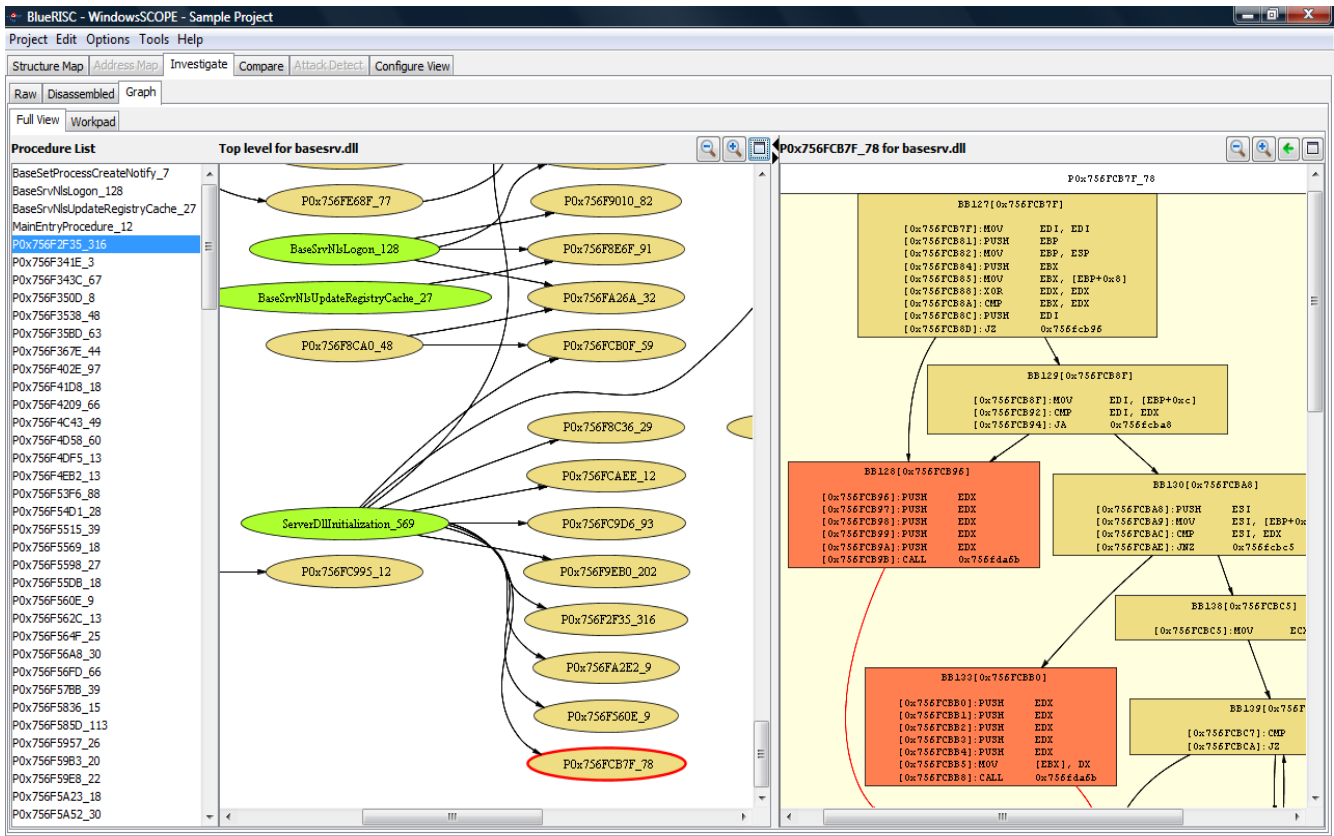 BlueRISC - WindowsSCOPE - Sample Project
Project Edit Options Tools Help
Structure Map Address Map Investigate Compare Attack Detect Configure View
Raw Disassembled Graph
Full View Workpad
Procedure List
BaseSetProcessCreateNotify_7
BaseSrvNlsLogon_128
BaseSrvNlsUpdateRegistryCache_27
MainEntryProcedure_12
P0x756F2F35_316
P0x756F341E_3
P0x756F343C_67
P0x756F350D_8
P0x756F3538_48
P0x756F35BD_63
P0x756F367E_44
P0x756F402E_97
P0x756F41D8_18
P0x756F4209_66
P0x756F4C43_49
P0x756F4D58_60
P0x756F4DF5_13
P0x756F4EB2_13
P0x756F53F6_88
P0x756F54D1_28
P0x756F5515_39
P0x756F5569_18
P0x756F5598_27
P0x756F55DB_18
P0x756F560E_9
P0x756F562C_13
P0x756F564F_25
P0x756F56A8_30
P0x756F56FD_66
P0x756F57BB_39
P0x756F5836_15
P0x756F585D_113
P0x756F5957_26
P0x756F59B3_20
P0x756F59E8_22
P0x756F5A23_18
P0x756F5A52_30
Top level for basesrv.dll
P0x756FE68F_77
P0x756F9010_82
BaseSrvNlsLogon_128
P0x756F8E6F_91
BaseSrvNlsUpdateRegistryCache_27
P0x756FA26A_32
P0x756F8CA0_48
P0x756FCB0F_59
P0x756F8C36_29
P0x756FCAEE_12
ServerDllInitialization_569
P0x756FC9D6_93
P0x756FC995_12
P0x756F9EB0_202
P0x756F2F35_316
P0x756FA2E2_9
P0x756F560E_9
P0x756FCB7F_78
P0x756FCB7F_78 for basesrv.dll
P0x756FCB7F_78
BB127[0x756FCB7F]
[0x756FCB7F]:MOV EDI, EDI
[0x756FCB81]:PUSH EBP
[0x756FCB82]:MOV EBP, ESP
[0x756FCB84]:PUSH EBX
[0x756FCB85]:MOV EBX, [EBP+0x8]
[0x756FCB88]:XOR EDX, EDX
[0x756FCB8A]:CMP EBX, EDX
[0x756FCB8C]:PUSH EDI
[0x756FCB8D]:JZ 0x756fcb96
BB129[0x756FCB8F]
[0x756FCB8F]:MOV EDI, [EBP+0xc]
[0x756FCB92]:CMP EDI, EDX
[0x756FCB94]:JA 0x756fcba8
BB128[0x756FCB96]
[0x756FCB96]:PUSH EDX
[0x756FCB97]:PUSH EDX
[0x756FCB98]:PUSH EDX
[0x756FCB99]:PUSH EDX
[0x756FCB9A]:PUSH EDX
[0x756FCB9B]:CALL 0x756fda6b
BB130[0x756FCBA8]
[0x756FCBA8]:PUSH ESI
[0x756FCBA9]:MOV ESI, [EBP+0x
[0x756FCBAC]:CMP ESI, EDX
[0x756FCBAE]:JNZ 0x756fcbc5
BB138[0x756FCBC5]
[0x756FCBC5]:MOV ECX
BB133[0x756FCBB0]
[0x756FCBB0]:PUSH EDX
[0x756FCBB1]:PUSH EDX
[0x756FCBB2]:PUSH EDX
[0x756FCBB3]:PUSH EDX
[0x756FCBB4]:PUSH EDX
[0x756FCBB5]:MOV [EBX], DX
[0x756FCBB8]:CALL 0x756fda6b
BB139[0x756F
[0x756FCBC7]:CMP
[0x756FCBCA]:JZ